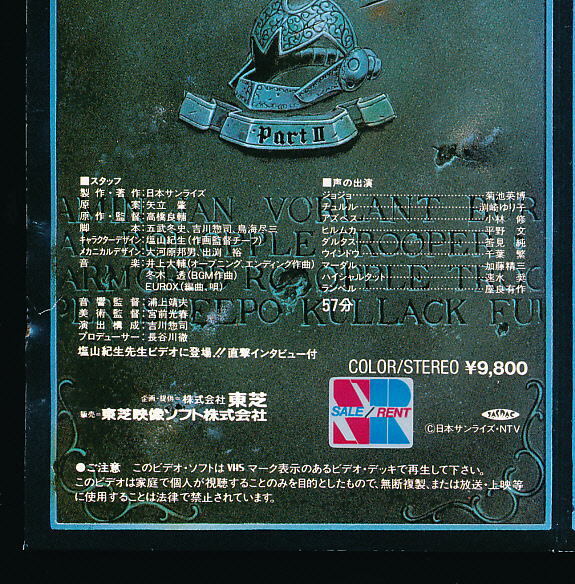 Part II
■スタッフ
製作・著作:日本サンライズ
原案:矢立 肇
原作・監督:高橋良輔
脚本:五武冬史、吉川惣司、鳥海尽三
キャラクターデザイン:塩山紀生(作画監督チーフ)
メカニカルデザイン:大河原邦男、出渕 裕
音楽:井上大輔(オープニング、エンディング作曲)
冬木 透(BGM作曲)
EUROX(編曲、唄)
音響監督:浦上靖夫
美術監督:宮前光春
演出構成:吉川惣司
プロデューサー:長谷川徹
塩山紀生先生ビデオに登場!!直撃インタビュー付
■声の出演
ジョジョ……菊池英博
デュルル……渕崎ゆり子
アズベス……小林 修
ヒルムカ……平野 文
ダルタス……若見 純
ウインドウ……千葉 繁
マーダル……加藤精三
ハイシャルタット……速水 奨
ランベル……屋良有作
57分
COLOR/STEREO ¥9,800
企画・提供=株式会社 東芝
販売=東芝映像ソフト株式会社
SALE/RENT
Ⓒ日本サンライズ・NTV
●ご注意 このビデオ・ソフトはVHSマーク表示のあるビデオ・デッキで再生して下さい。
このビデオは家庭で個人が視聴することのみを目的としたもので、無断複製、または放送・上映等
に使用することは法律で禁止されています。